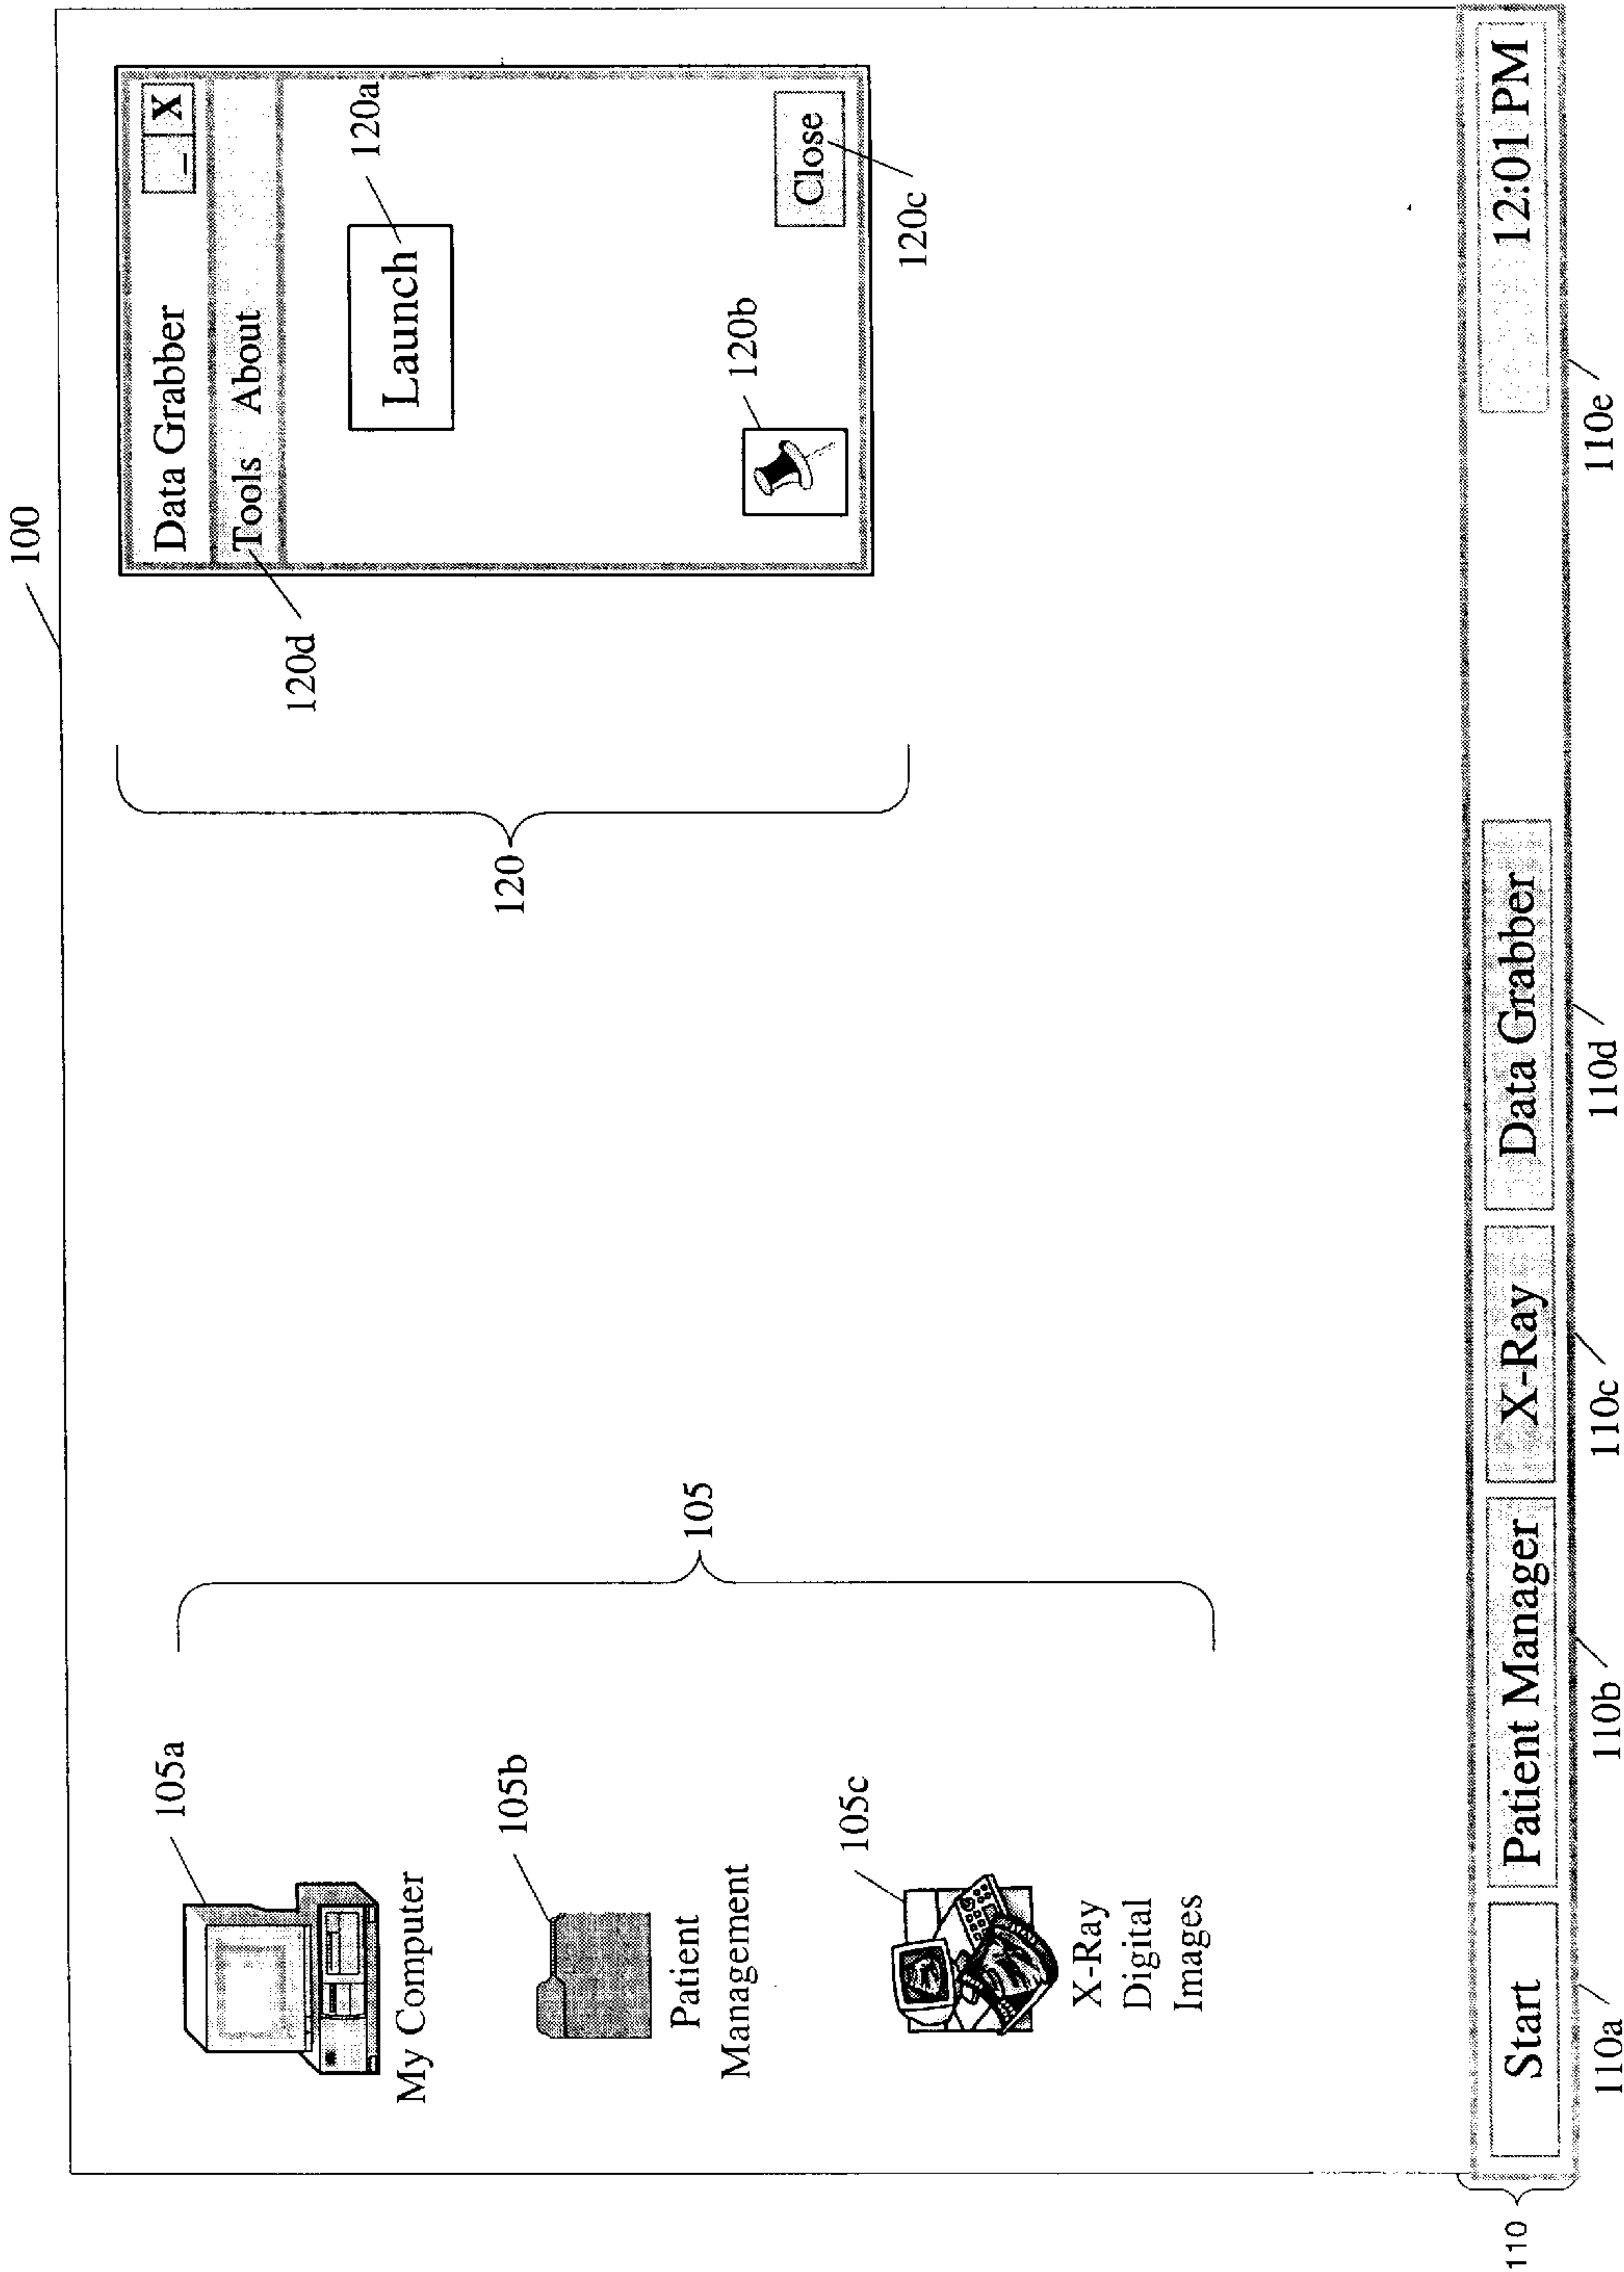 100
105a
My Computer
105b
Patient
Management
105c
X-Ray
Digital
Images
105
120
Data Grabber _ X
120d
Tools About
Launch
120a
120b
Close
120c
110
Start
Patient Manager
X-Ray
Data Grabber
12:01 PM
110a
110b
110c
110d
110e